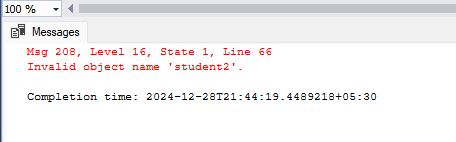 100 %
Messages
Msg 208, Level 16, State 1, Line 66
Invalid object name 'student2'.
Completion time: 2024-12-28T21:44:19.4489218+05:30